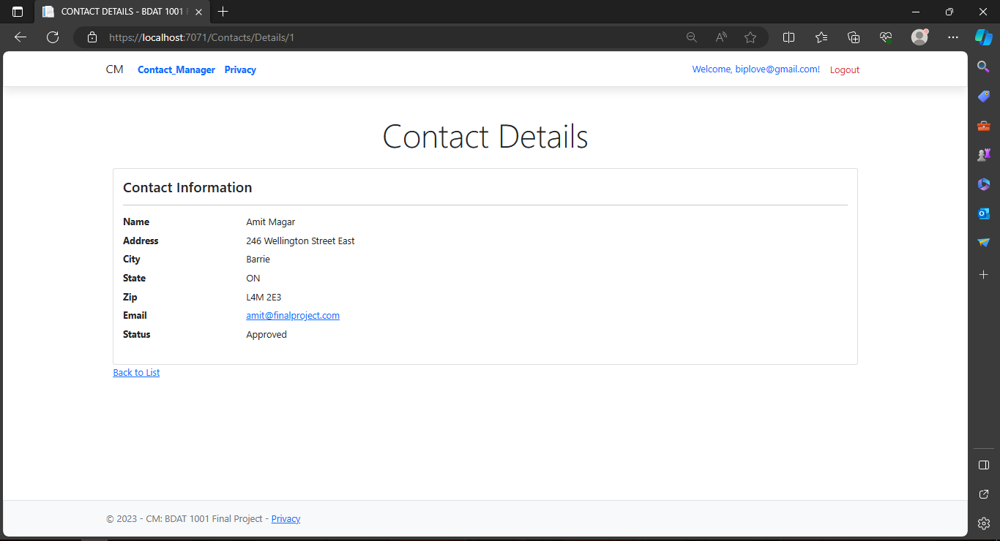 CONTACT DETAILS - BDAT 1001
https://localhost:7071/Contacts/Details/1
CM Contact_Manager Privacy Welcome, biplove@gmail.com! Logout
Contact Details
Contact Information
Name Amit Magar
Address 246 Wellington Street East
City Barrie
State ON
Zip L4M 2E3
Email amit@finalproject.com
Status Approved
Back to List
© 2023 - CM: BDAT 1001 Final Project - Privacy